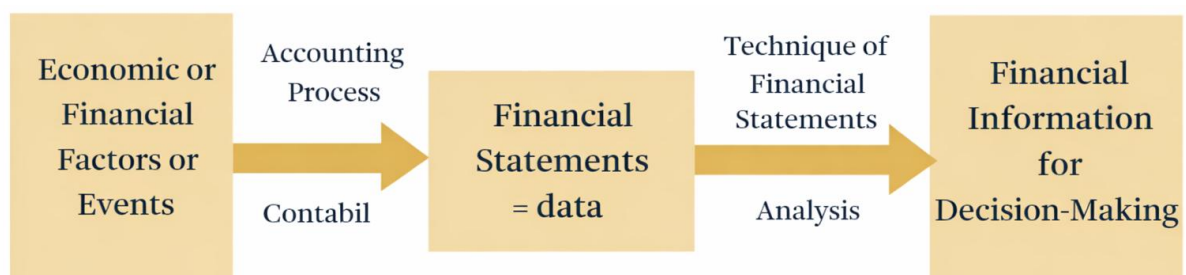 Economic or
Financial
Factors or
Events
Accounting
Process
Contabil
Financial
Statements
= data
Technique of
Financial
Statements
Analysis
Financial
Information
for
Decision-Making